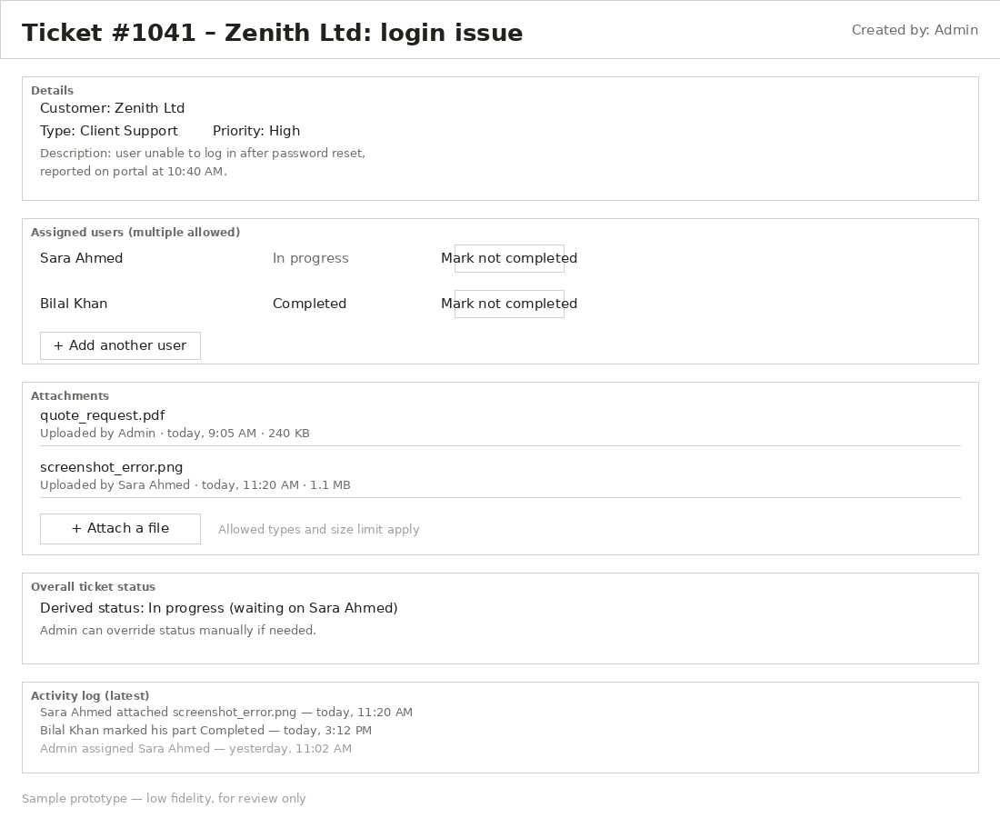 Ticket #1041 – Zenith Ltd: login issue
Created by: Admin
Details
Customer: Zenith Ltd
Type: Client Support Priority: High
Description: user unable to log in after password reset,
reported on portal at 10:40 AM.
Assigned users (multiple allowed)
Sara Ahmed In progress Mark not completed
Bilal Khan Completed Mark not completed
+ Add another user
Attachments
quote_request.pdf
Uploaded by Admin · today, 9:05 AM · 240 KB
screenshot_error.png
Uploaded by Sara Ahmed · today, 11:20 AM · 1.1 MB
+ Attach a file Allowed types and size limit apply
Overall ticket status
Derived status: In progress (waiting on Sara Ahmed)
Admin can override status manually if needed.
Activity log (latest)
Sara Ahmed attached screenshot_error.png — today, 11:20 AM
Bilal Khan marked his part Completed — today, 3:12 PM
Admin assigned Sara Ahmed — yesterday, 11:02 AM
Sample prototype — low fidelity, for review only